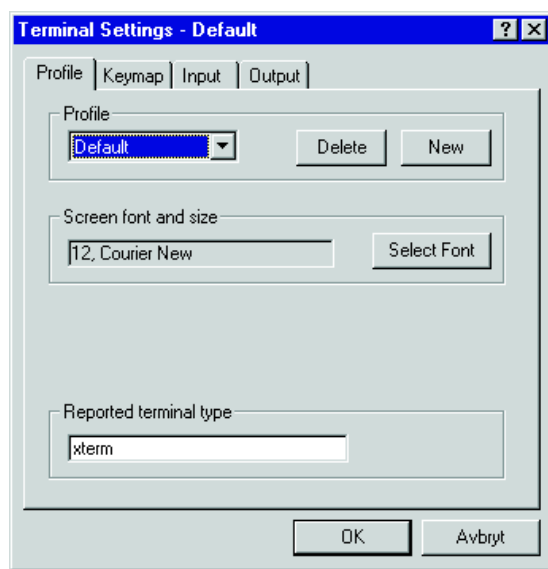 Terminal Settings - Default
Profile Keymap Input Output
Profile
Default Delete New
Screen font and size
12, Courier New Select Font
Reported terminal type
xterm
OK Avbryt